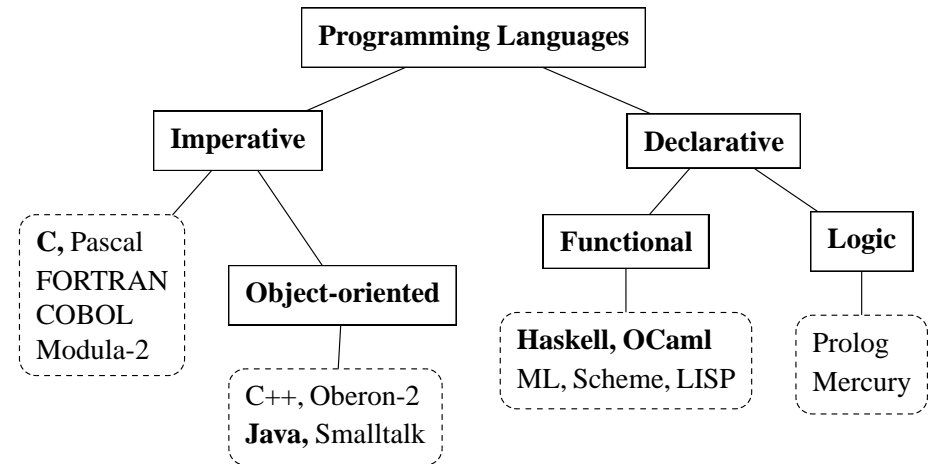 Programming Languages
Imperative
Declarative
C, Pascal
FORTRAN
COBOL
Modula-2
Object-oriented
C++, Oberon-2
Java, Smalltalk
Functional
Haskell, OCaml
ML, Scheme, LISP
Logic
Prolog
Mercury